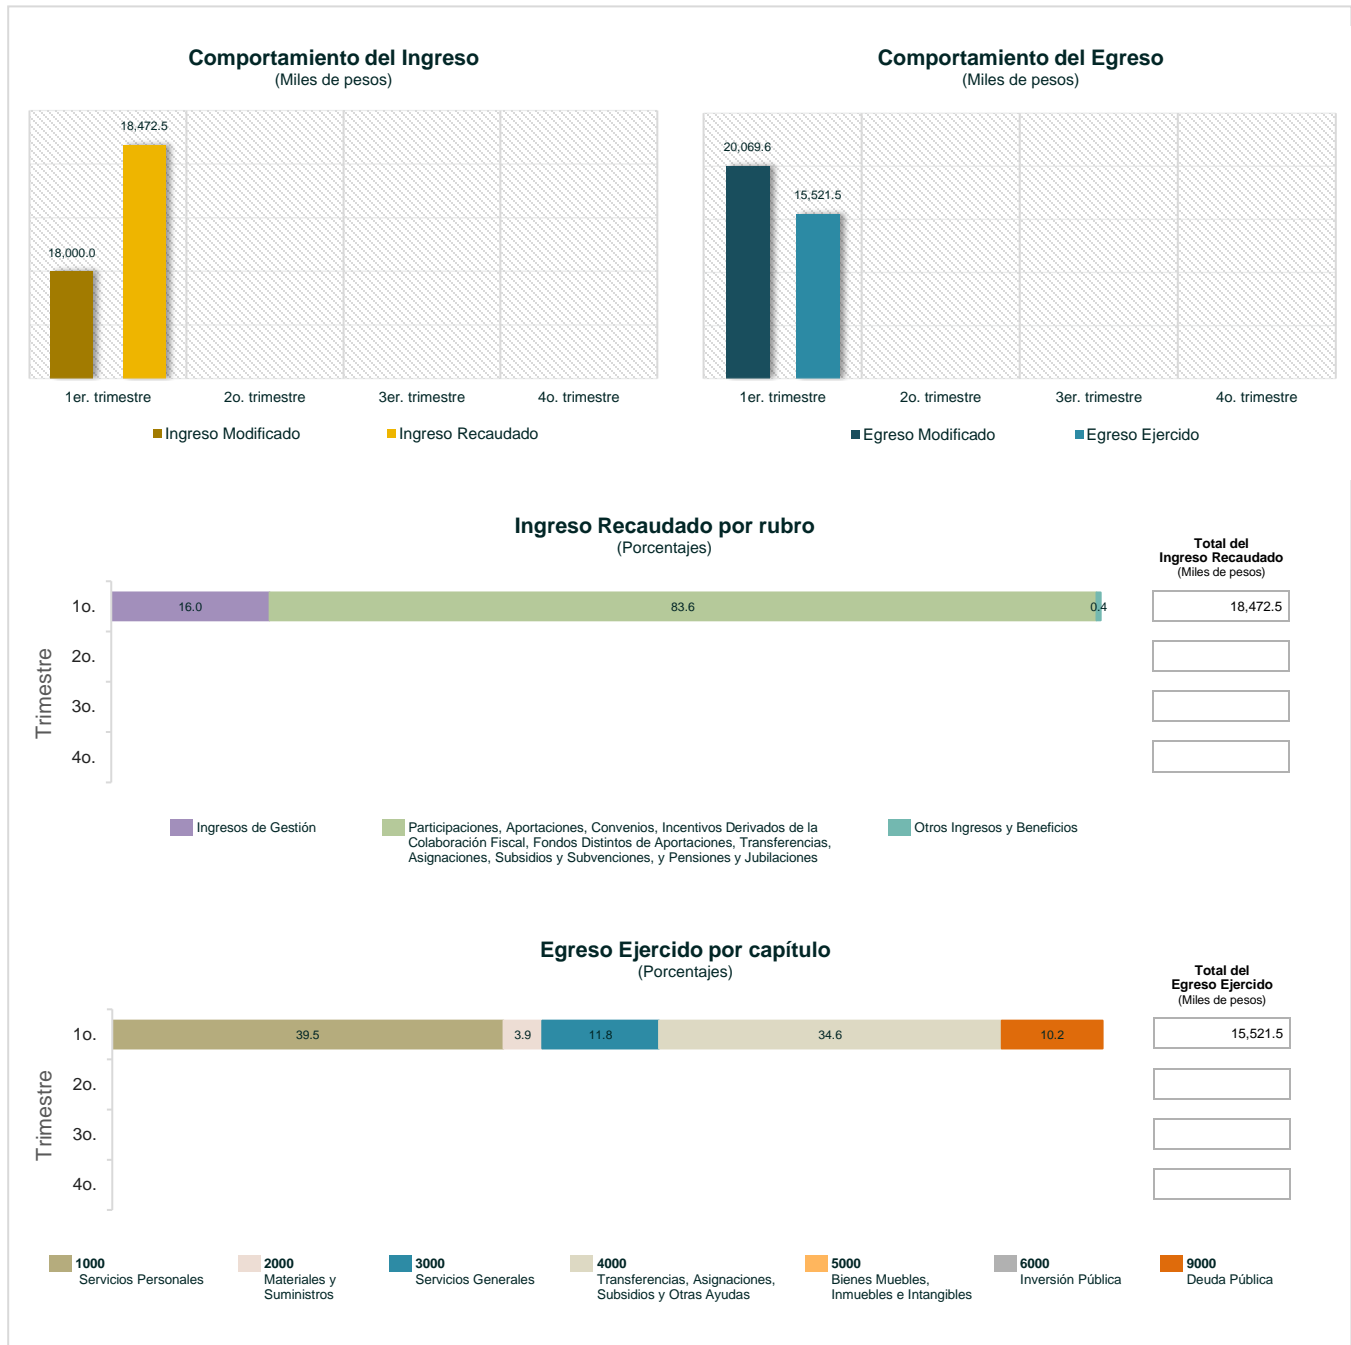 Comportamiento del Ingreso
(Miles de pesos)
18,472.5
18,000.0
1er. trimestre
2o. trimestre
3er. trimestre
4o. trimestre
Ingreso Modificado
Ingreso Recaudado
Comportamiento del Egreso
(Miles de pesos)
20,069.6
15,521.5
1er. trimestre
2o. trimestre
3er. trimestre
4o. trimestre
Egreso Modificado
Egreso Ejercido
Ingreso Recaudado por rubro
(Porcentajes)
Total del
Ingreso Recaudado
(Miles de pesos)
Trimestre
1o.
16.0
83.6
0.4
18,472.5
2o.
3o.
4o.
Ingresos de Gestión
Participaciones, Aportaciones, Convenios, Incentivos Derivados de la
Colaboración Fiscal, Fondos Distintos de Aportaciones, Transferencias,
Asignaciones, Subsidios y Subvenciones, y Pensiones y Jubilaciones
Otros Ingresos y Beneficios
Egreso Ejercido por capítulo
(Porcentajes)
Total del
Egreso Ejercido
(Miles de pesos)
Trimestre
1o.
39.5
3.9
11.8
34.6
10.2
15,521.5
2o.
3o.
4o.
1000
Servicios Personales
2000
Materiales y
Suministros
3000
Servicios Generales
4000
Transferencias, Asignaciones,
Subsidios y Otras Ayudas
5000
Bienes Muebles,
Inmuebles e Intangibles
6000
Inversión Pública
9000
Deuda Pública